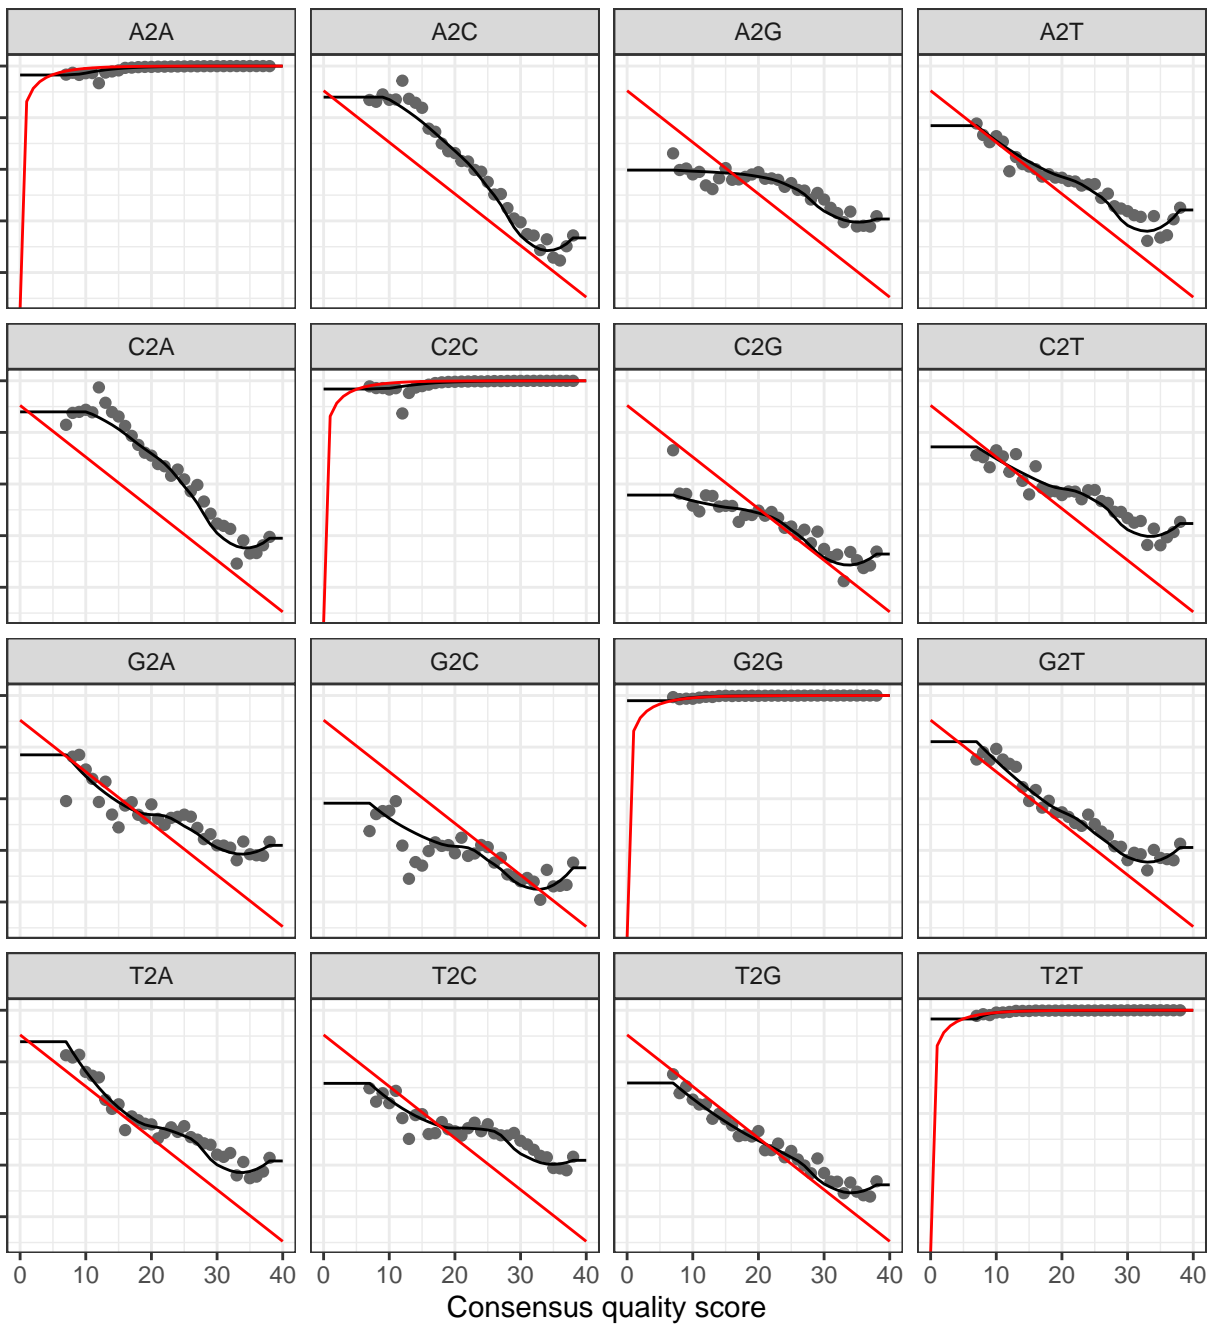 A2A A2C A2G A2T
C2A C2C C2G C2T
G2A G2C G2G G2T
T2A T2C T2G T2T
0 10 20 30 40 0 10 20 30 40 0 10 20 30 40 0 10 20 30 40
Consensus quality score